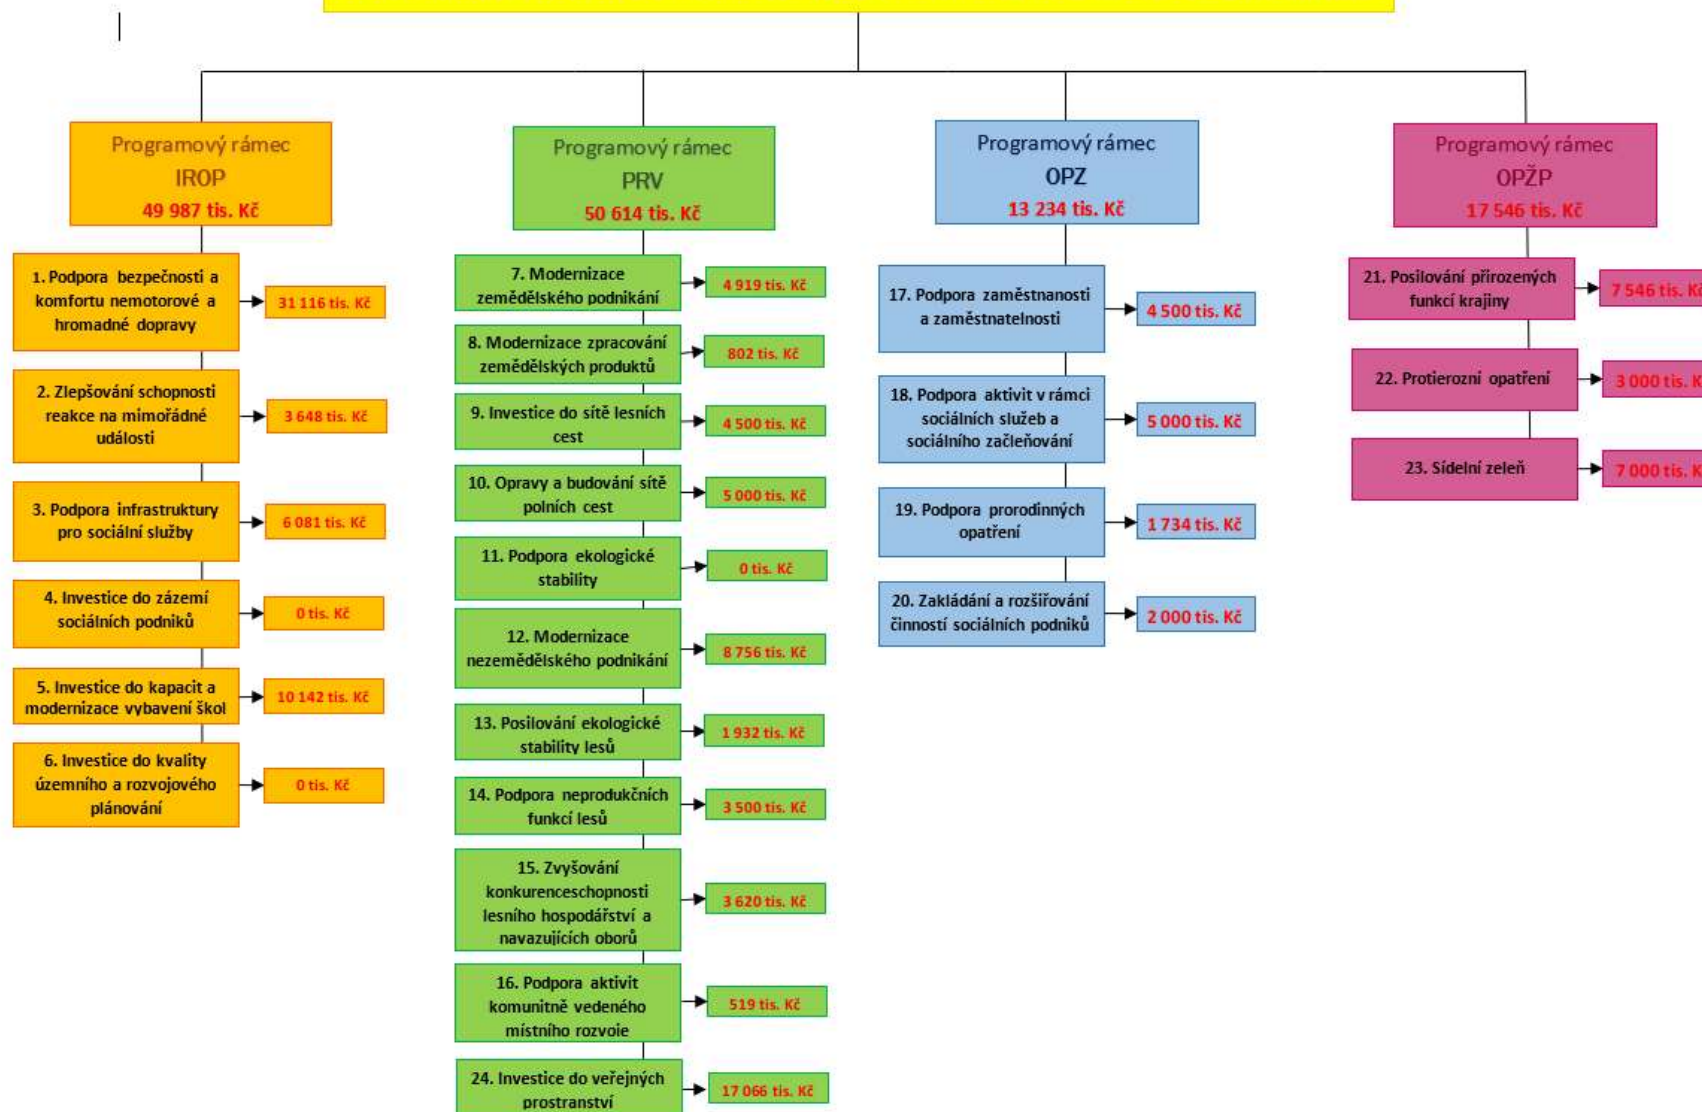 Programový rámec
IROP
49 987 tis. Kč
1. Podpora bezpečnosti a
komfortu nemotorové a
hromadné dopravy
31 116 tis. Kč
2. Zlepšování schopnosti
reakce na mimořádné
události
3 648 tis. Kč
3. Podpora infrastruktury
pro sociální služby
6 081 tis. Kč
4. Investice do zázemí
sociálních podniků
0 tis. Kč
5. Investice do kapacit a
modernizace vybavení škol
10 142 tis. Kč
6. Investice do kvality
územního a rozvojového
plánování
0 tis. Kč
Programový rámec
PRV
50 614 tis. Kč
7. Modernizace
zemědělského podnikání
4 919 tis. Kč
8. Modernizace zpracování
zemědělských produktů
802 tis. Kč
9. Investice do sítě lesních
cest
4 500 tis. Kč
10. Opravy a budování sítě
polních cest
5 000 tis. Kč
11. Podpora ekologické
stability
0 tis. Kč
12. Modernizace
nezemědělského podnikání
8 756 tis. Kč
13. Posilování ekologické
stability lesů
1 932 tis. Kč
14. Podpora neprodukčních
funkcí lesů
3 500 tis. Kč
15. Zvyšování
konkurenceschopnosti
lesního hospodářství a
navazujících oborů
3 620 tis. Kč
16. Podpora aktivit
komunitně vedeného
místního rozvoje
519 tis. Kč
24. Investice do veřejných
prostranství
17 066 tis. Kč
Programový rámec
OPZ
13 234 tis. Kč
17. Podpora zaměstnanosti
a zaměstnatelnosti
4 500 tis. Kč
18. Podpora aktivit v rámci
sociálních služeb a
sociálního začleňování
5 000 tis. Kč
19. Podpora prorodinných
opatření
1 734 tis. Kč
20. Zakládání a rozšiřování
činností sociálních podniků
2 000 tis. Kč
Programový rámec
OPŽP
17 546 tis. Kč
21. Posilování přirozených
funkcí krajiny
7 546 tis. Kč
22. Protierozní opatření
3 000 tis. K
23. Sídelní zeleň
7 000 tis. K